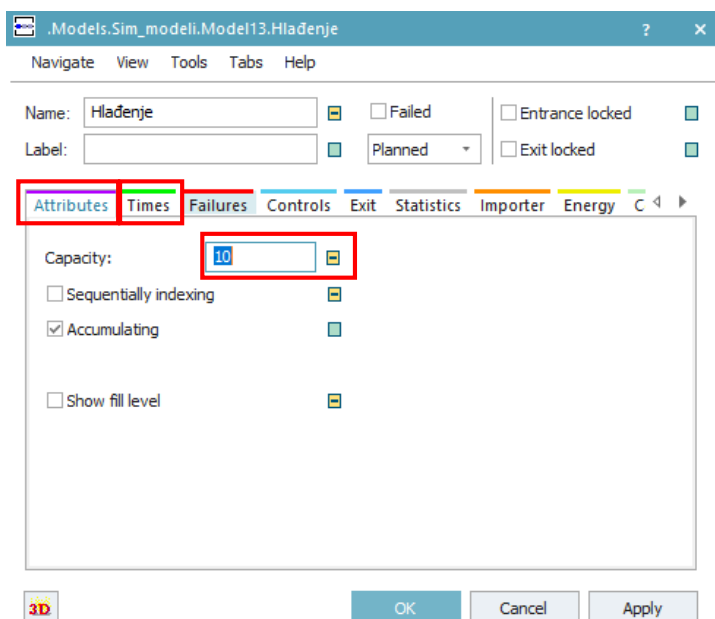 .Models.Sim_modeli.Model13.Hlađenje ? ×
Navigate View Tools Tabs Help
Name: Hlađenje Failed Entrance locked
Label: Planned Exit locked
Attributes Times Failures Controls Exit Statistics Importer Energy C
Capacity: 10
Sequentially indexing
Accumulating
Show fill level
3D OK Cancel Apply